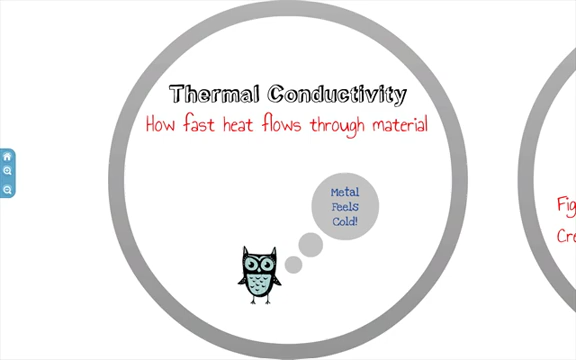 Thermal Conductivity
How fast heat flows through material
Metal
Feels
Cold!